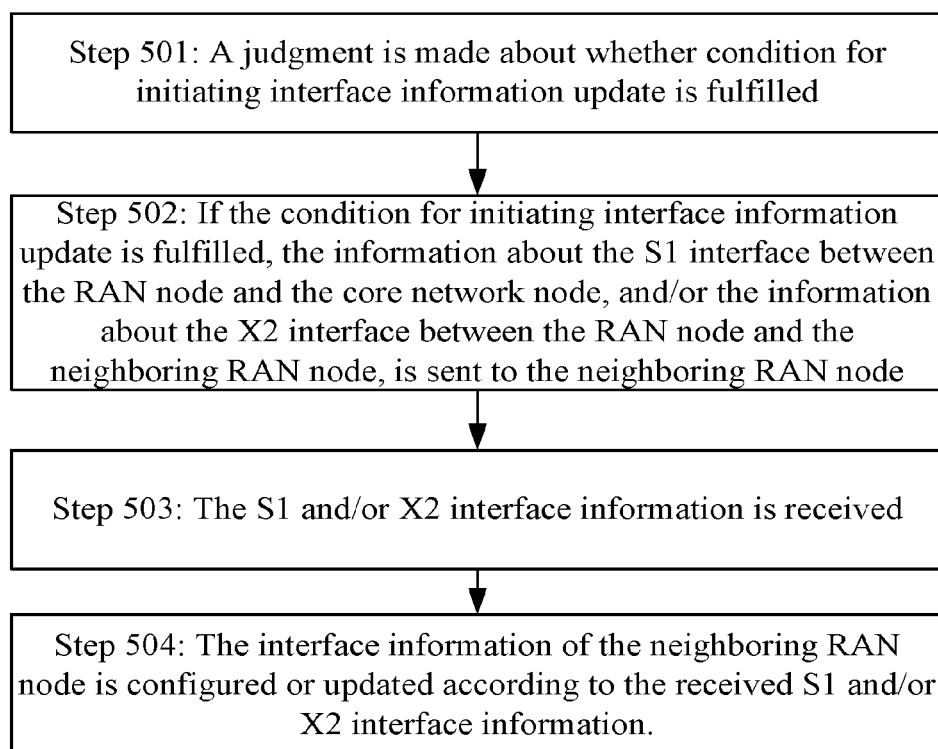 Step 501: A judgment is made about whether condition for
initiating interface information update is fulfilled
Step 502: If the condition for initiating interface information
update is fulfilled, the information about the S1 interface between
the RAN node and the core network node, and/or the information
about the X2 interface between the RAN node and the
neighboring RAN node, is sent to the neighboring RAN node
Step 503: The S1 and/or X2 interface information is received
Step 504: The interface information of the neighboring RAN
node is configured or updated according to the received S1 and/or
X2 interface information.